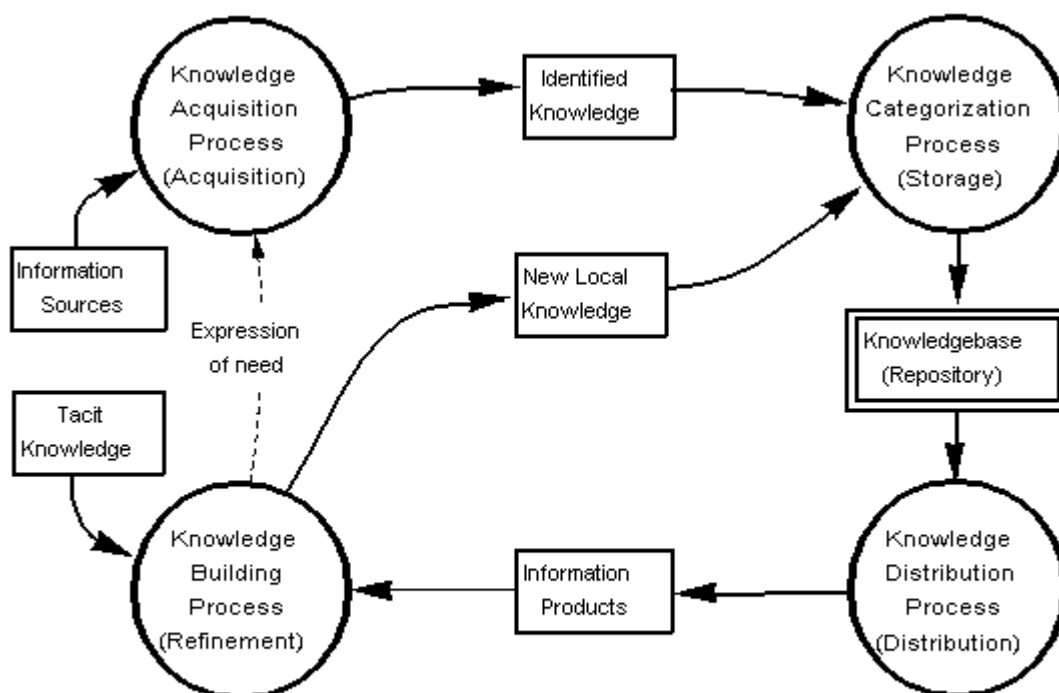 Knowledge
Acquisition
Process
(Acquisition)
Identified
Knowledge
Knowledge
Categorization
Process
(Storage)
Information
Sources
New Local
Knowledge
Expression
of need
Knowledgebase
(Repository)
Tacit
Knowledge
Knowledge
Building
Process
(Refinement)
Information
Products
Knowledge
Distribution
Process
(Distribution)